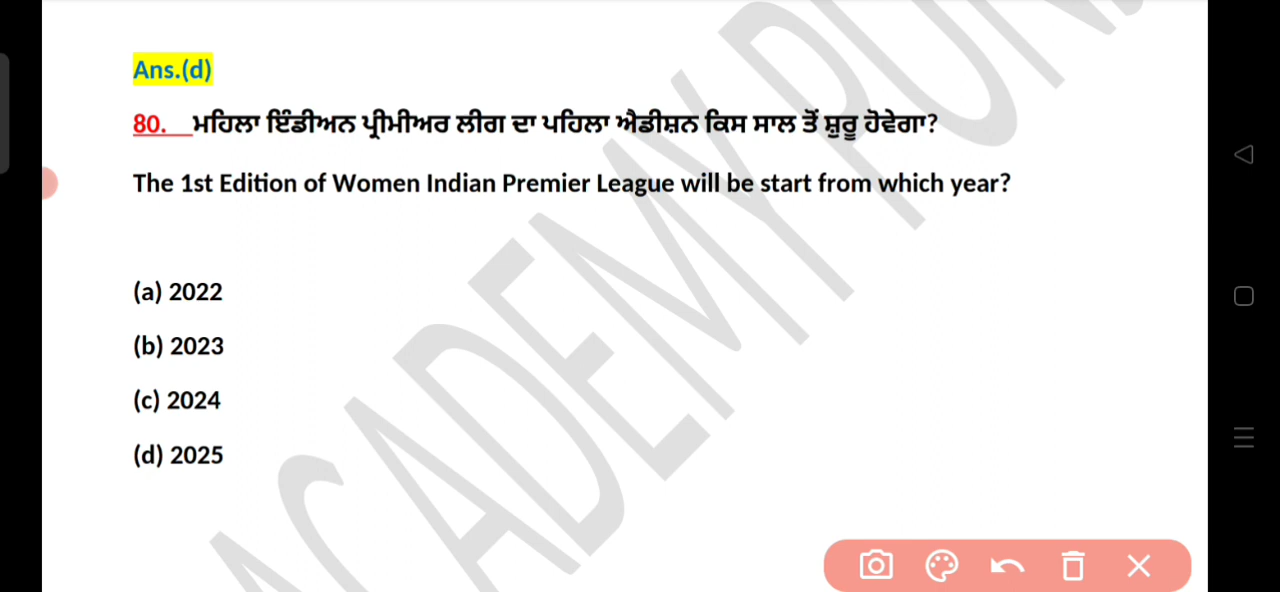 Ans.(d)
80. ਮਹਿਲਾ ਇੰਡੀਅਨ ਪ੍ਰੀਮੀਅਰ ਲੀਗ ਦਾ ਪਹਿਲਾ ਐਡੀਸ਼ਨ ਕਿਸ ਸਾਲ ਤੋਂ ਸ਼ੁਰੂ ਹੋਵੇਗਾ?
The 1st Edition of Women Indian Premier League will be start from which year?
(a) 2022
(b) 2023
(c) 2024
(d) 2025
ACADEMY